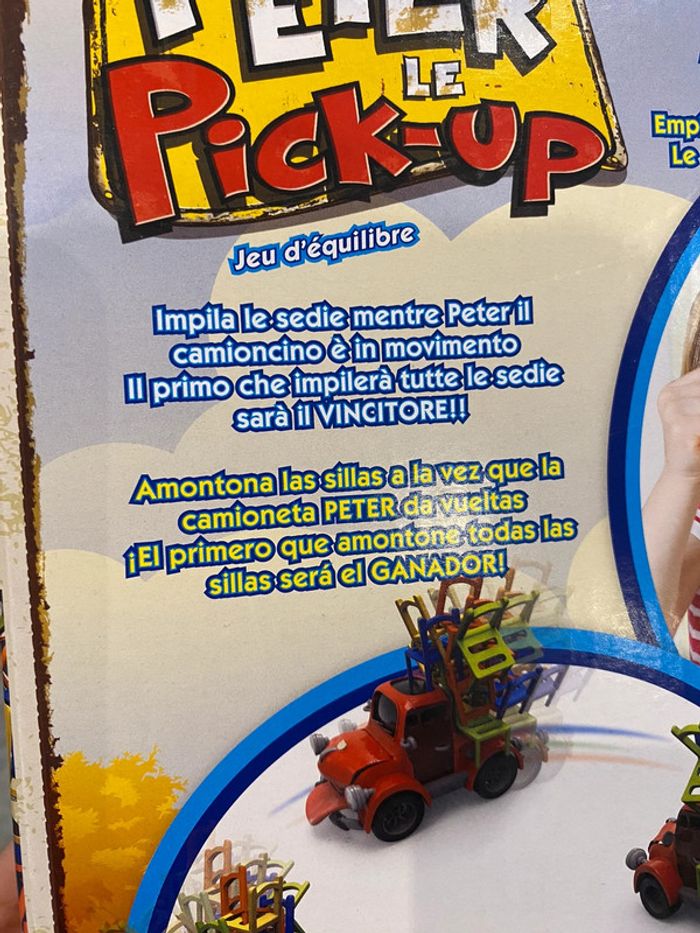 PETER
LE
PICK-UP
Jeu d'équilibre
Impila le sedie mentre Peter il
camioncino è in movimento
Il primo che impilerà tutte le sedie
sarà il VINCITORE!!
Amontona las sillas a la vez que la
camioneta PETER da vueltas
¡El primero que amontone todas las
sillas será el GANADOR!
Le